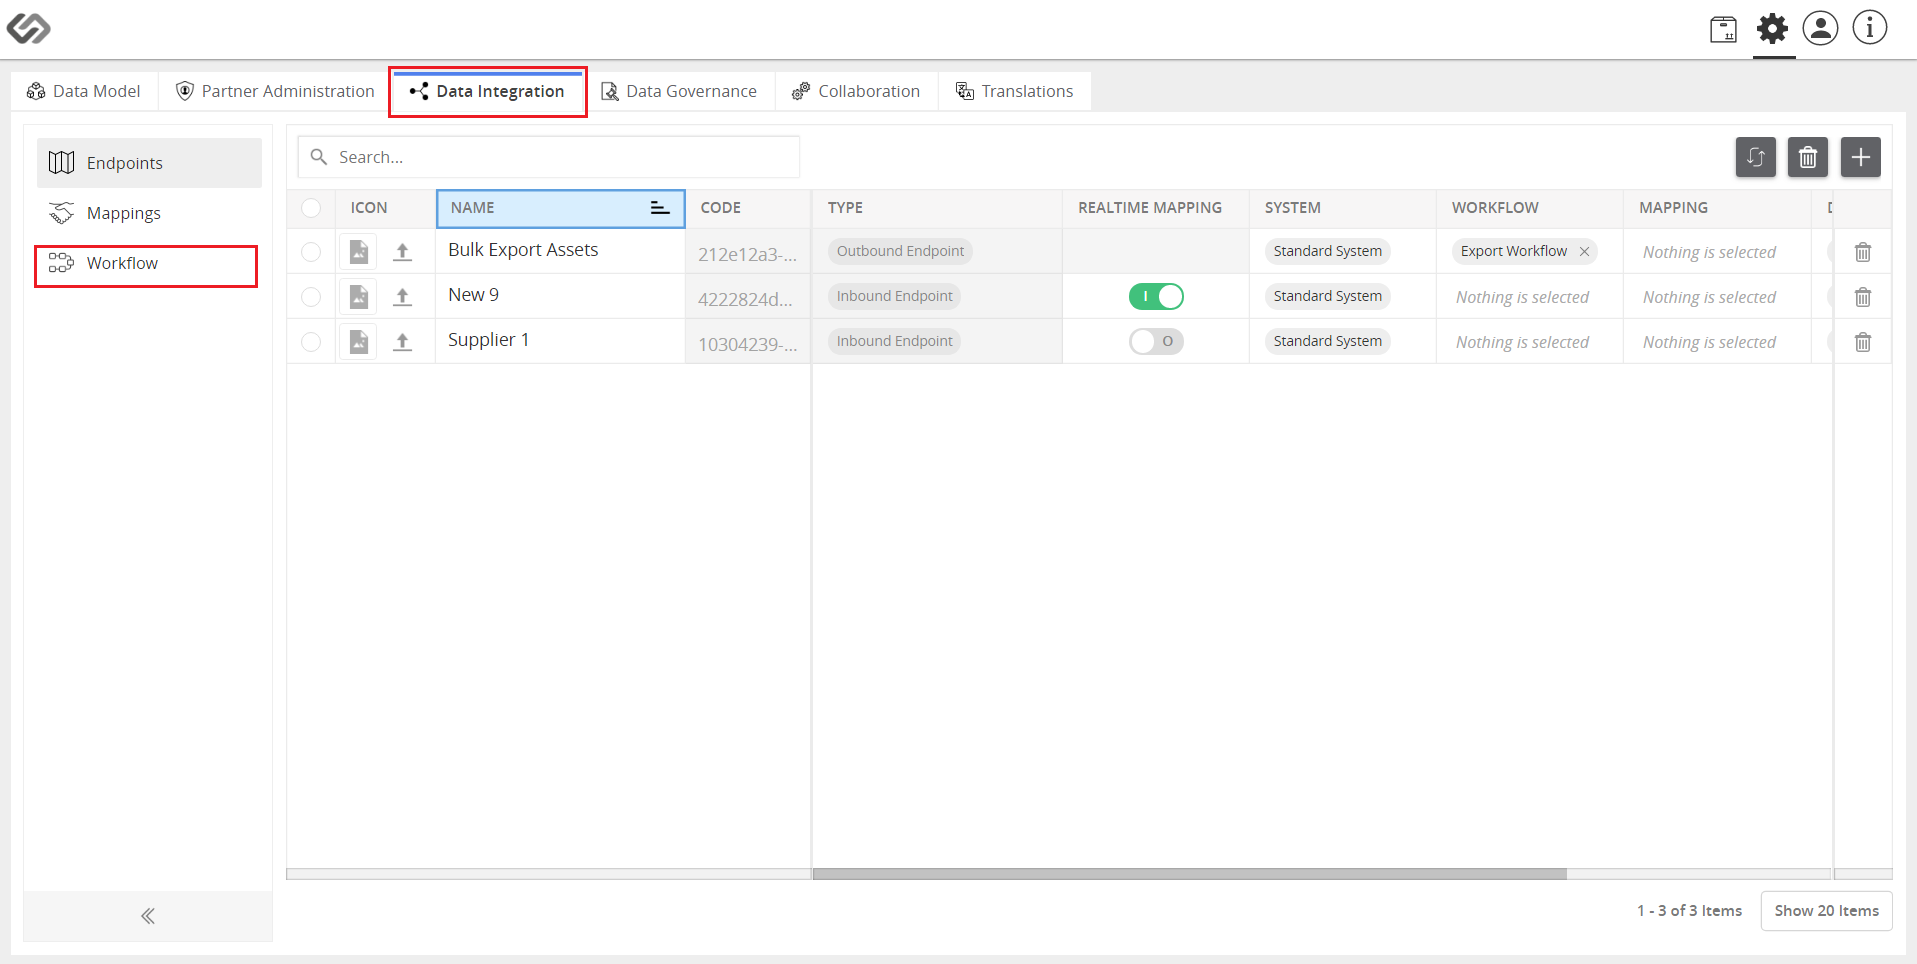 Data Model
Partner Administration
Data Integration
Data Governance
Collaboration
Translations
Endpoints
Mappings
Workflow
Search...
ICON NAME CODE TYPE REALTIME MAPPING SYSTEM WORKFLOW MAPPING
Bulk Export Assets 212e12a3-... Outbound Endpoint Standard System Export Workflow Nothing is selected
New 9 4222824d... Inbound Endpoint Standard System Nothing is selected Nothing is selected
Supplier 1 10304239-... Inbound Endpoint Standard System Nothing is selected Nothing is selected
1 - 3 of 3 Items
Show 20 Items